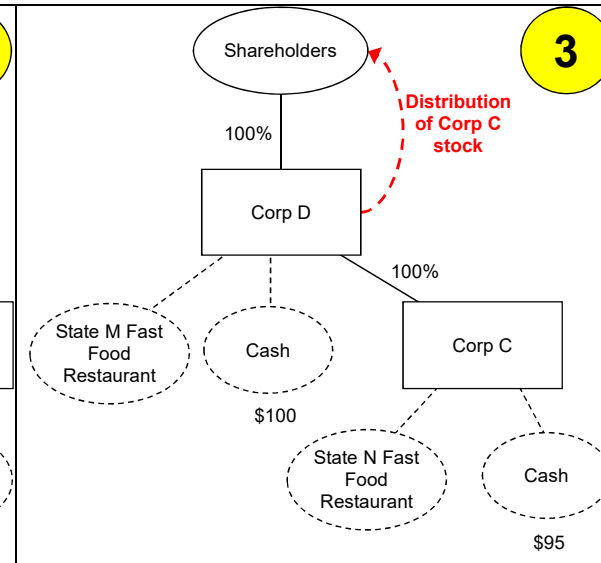 Shareholders
3
Distribution
of Corp C
stock
100%
Corp D
100%
State M Fast
Food
Restaurant
Cash
Corp C
$100
State N Fast
Food
Restaurant
Cash
$95